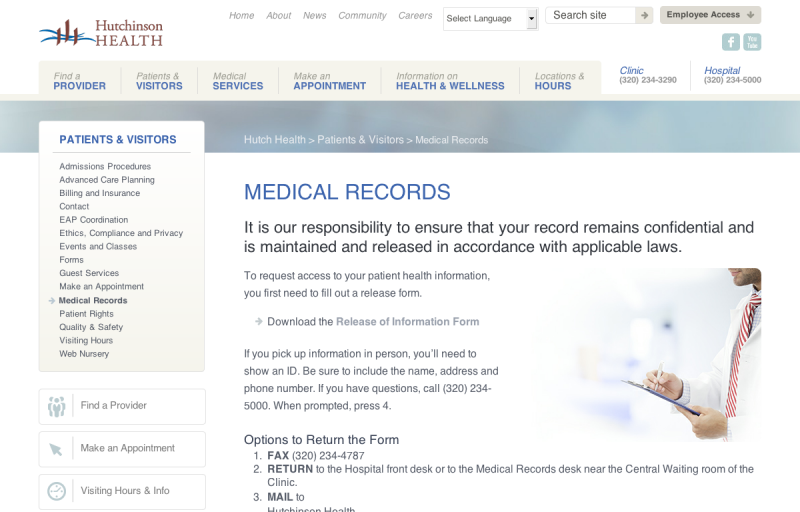 Hutchinson
HEALTH
Home About News Community Careers
Select Language
Search site
Employee Access
You
Tube
Find a
PROVIDER
Patients &
VISITORS
Medical
SERVICES
Make an
APPOINTMENT
Information on
HEALTH & WELLNESS
Locations &
HOURS
Clinic
(320) 234-3290
Hospital
(320) 234-5000
Hutch Health > Patients & Visitors > Medical Records
PATIENTS & VISITORS
Admissions Procedures
Advanced Care Planning
Billing and Insurance
Contact
EAP Coordination
Ethics, Compliance and Privacy
Events and Classes
Forms
Guest Services
Make an Appointment
Medical Records
Patient Rights
Quality & Safety
Visiting Hours
Web Nursery
Find a Provider
Make an Appointment
Visiting Hours & Info
MEDICAL RECORDS
It is our responsibility to ensure that your record remains confidential and
is maintained and released in accordance with applicable laws.
To request access to your patient health information,
you first need to fill out a release form.
Download the Release of Information Form
If you pick up information in person, you'll need to
show an ID. Be sure to include the name, address and
phone number. If you have questions, call (320) 234-
5000. When prompted, press 4.
Options to Return the Form
1. FAX (320) 234-4787
2. RETURN to the Hospital front desk or to the Medical Records desk near the Central Waiting room of the
Clinic.
3. MAIL to
Hutchinson Health